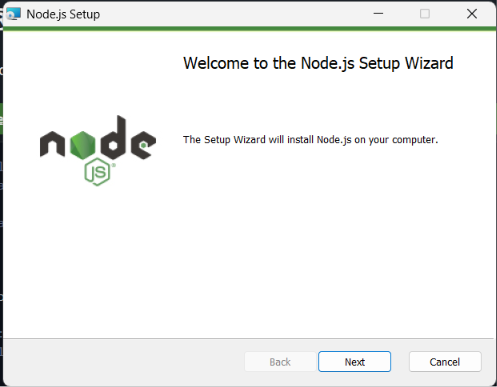 Node.js Setup
Welcome to the Node.js Setup Wizard
node
JS
The Setup Wizard will install Node.js on your computer.
Back
Next
Cancel